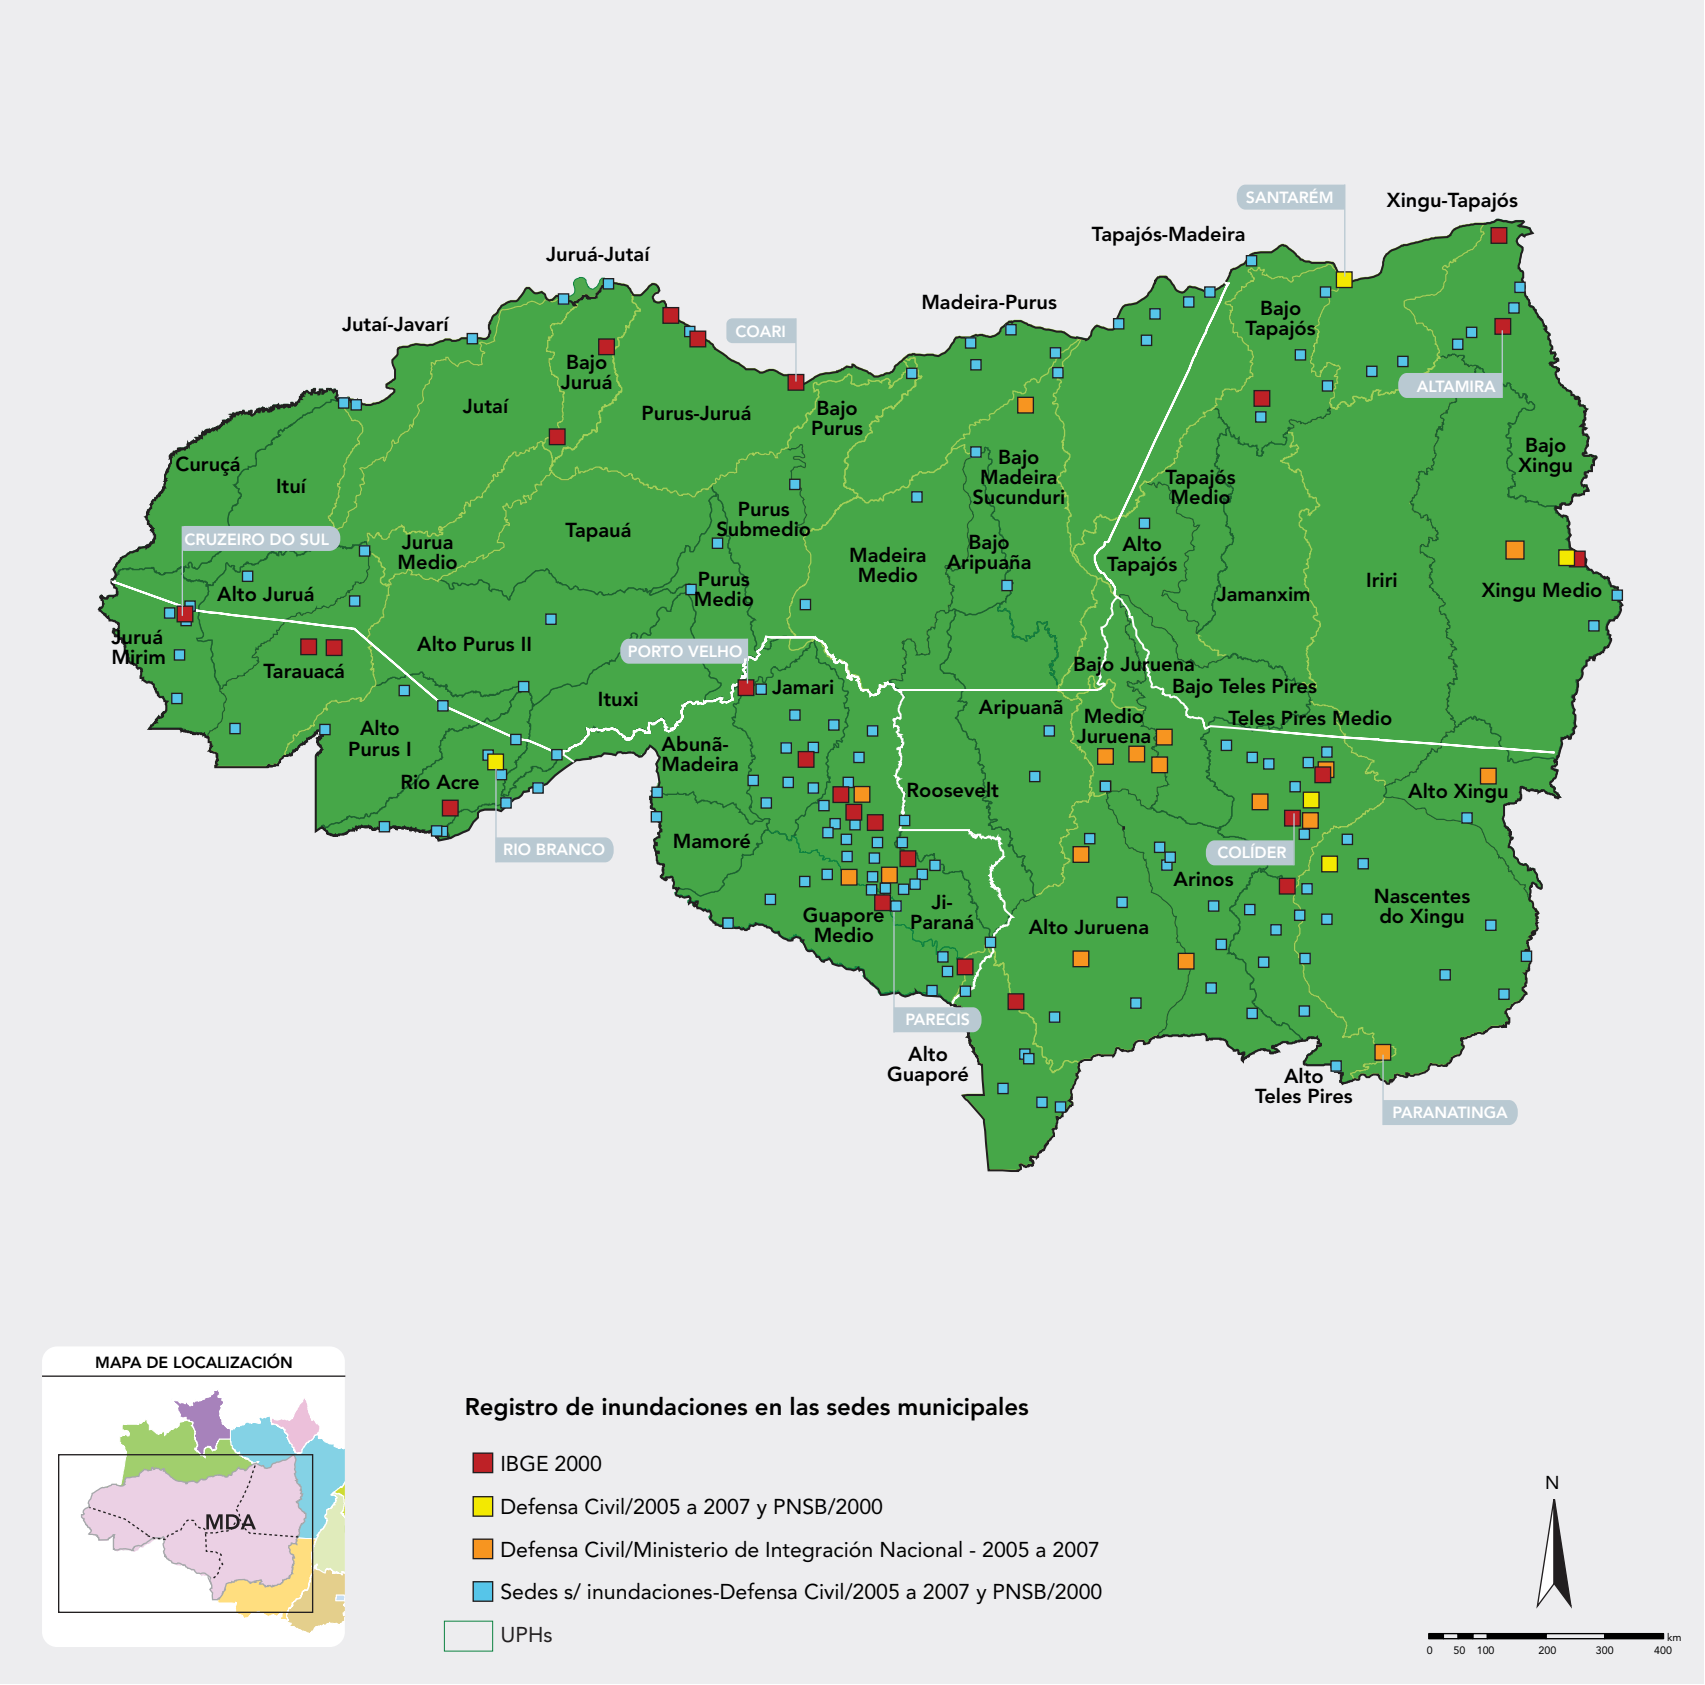 SANTARÉM
Xingu-Tapajós
Tapajós-Madeira
Juruá-Jutaí
Madeira-Purus
Bajo
Tapajós
Jutaí-Javarí
COARI
Bajo
Juruá
ALTAMIRA
Jutaí
Purus-Juruá
Bajo
Purus
Bajo
Xingu
Curuçá
Ituí
Bajo
Madeira
Sucunduri
Tapajós
Medio
Purus
Submedio
Tapauá
CRUZEIRO DO SUL
Jurua
Medio
Madeira
Medio
Bajo
Aripuaña
Alto
Tapajós
Iriri
Xingu Medio
Jamanxim
Alto Juruá
Purus
Medio
Juruá
Mirim
Alto Purus II
PORTO VELHO
Tarauacá
Bajo Juruena
Bajo Teles Pires
Jamari
Ituxi
Aripuanã
Medio
Juruena
Teles Pires Medio
Alto
Purus I
Abunã-
Madeira
Rio Acre
Roosevelt
Alto Xingu
Mamoré
RIO BRANCO
COLÍDER
Arinos
Nascentes
do Xingu
Guapore
Medio
Ji-
Paraná
Alto Juruena
PARECIS
Alto
Guaporé
Alto
Teles Pires
PARANATINGA
MAPA DE LOCALIZACIÓN
MDA
Registro de inundaciones en las sedes municipales
IBGE 2000
Defensa Civil/2005 a 2007 y PNSB/2000
Defensa Civil/Ministerio de Integración Nacional - 2005 a 2007
Sedes s/ inundaciones-Defensa Civil/2005 a 2007 y PNSB/2000
UPHs
N
km
0 50 100 200 300 400